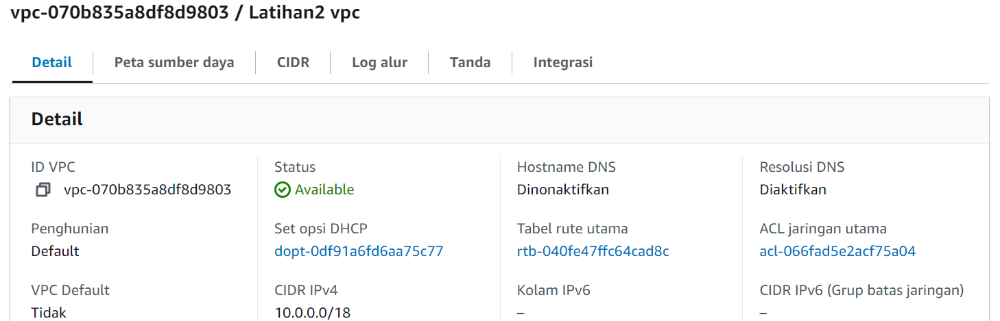 vpc-070b835a8df8d9803 / Latihan2 vpc
Detail Peta sumber daya CIDR Log alur Tanda Integrasi
Detail
ID VPC Status Hostname DNS Resolusi DNS
vpc-070b835a8df8d9803 Available Dinonaktifkan Diaktifkan
Penghunian Set opsi DHCP Tabel rute utama ACL jaringan utama
Default dopt-0df91a6fd6aa75c77 rtb-040fe47ffc64cad8c acl-066fad5e2acf75a04
VPC Default CIDR IPv4 Kolam IPv6 CIDR IPv6 (Grup batas jaringan)
Tidak 10.0.0.0/18 – –